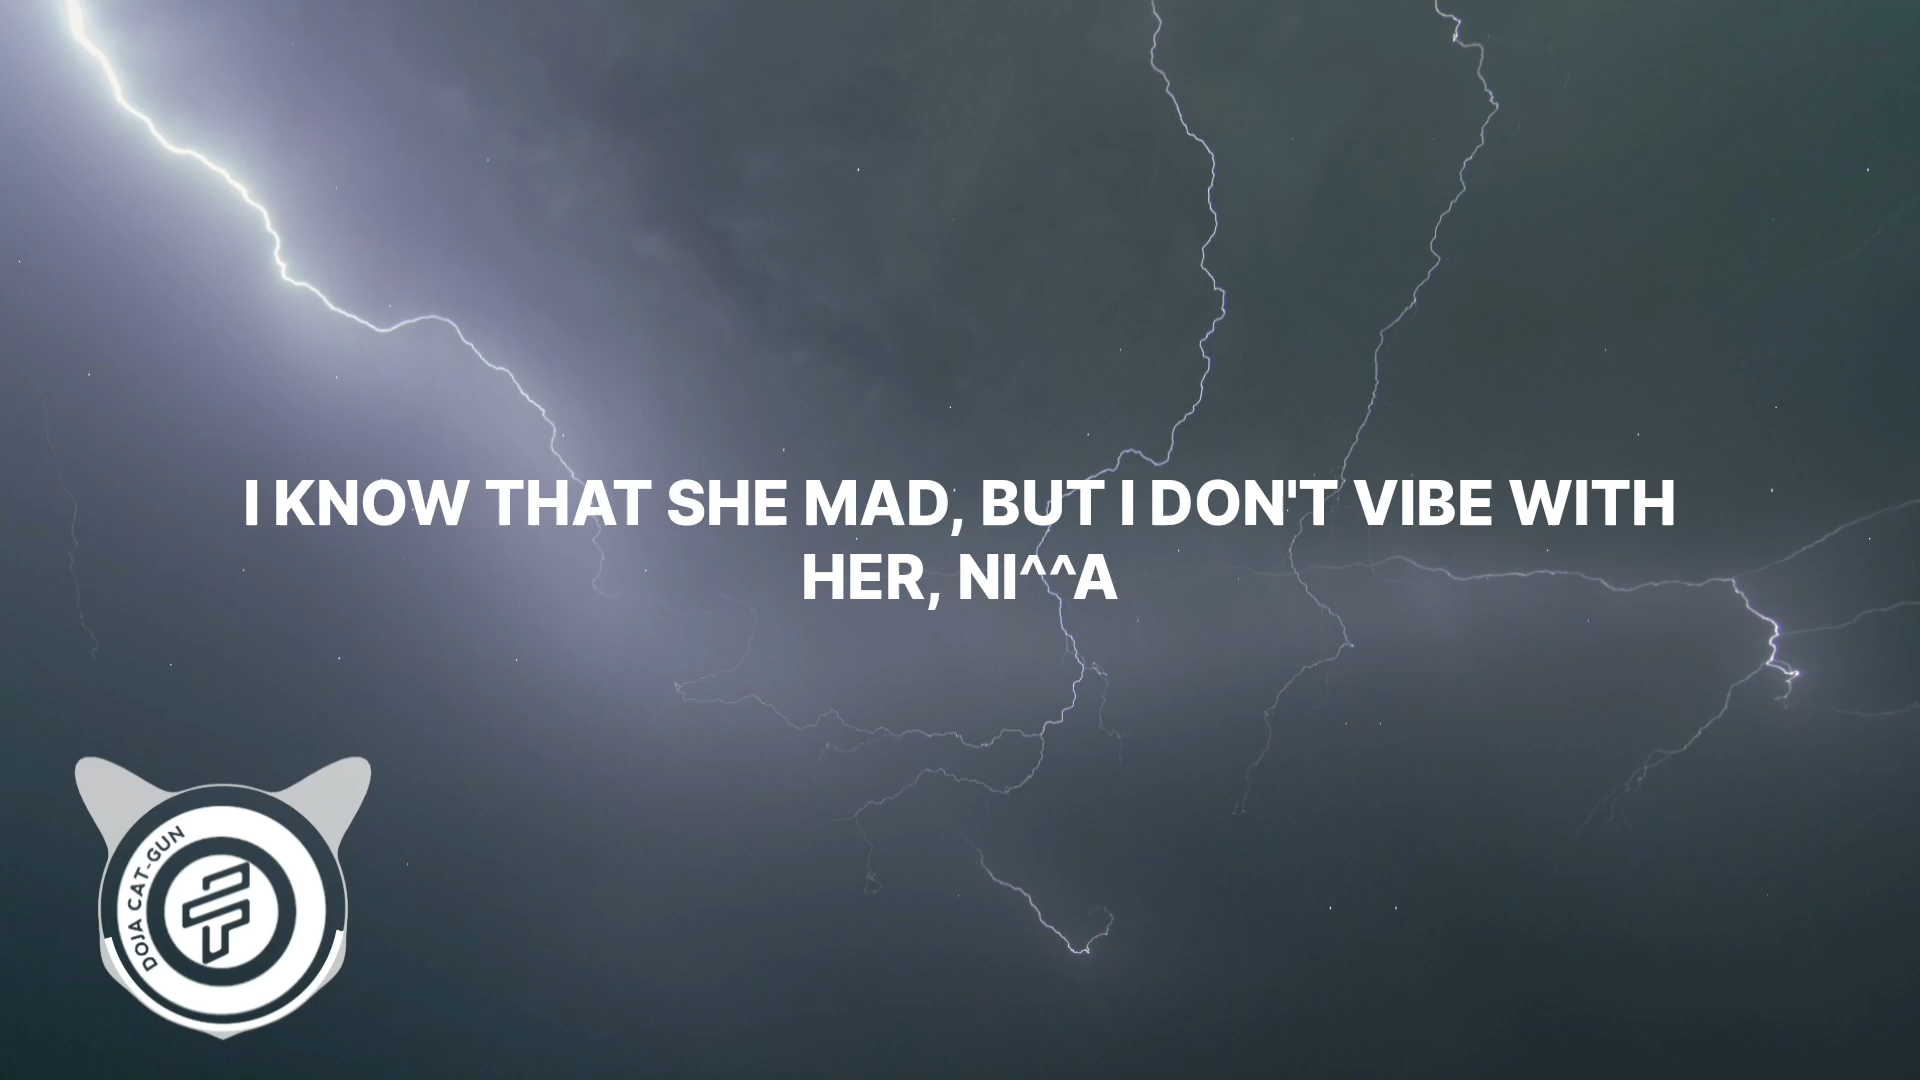 I KNOW THAT SHE MAD, BUT I DON'T VIBE WITH
HER, NI^^A
DOJA CAT-GUN